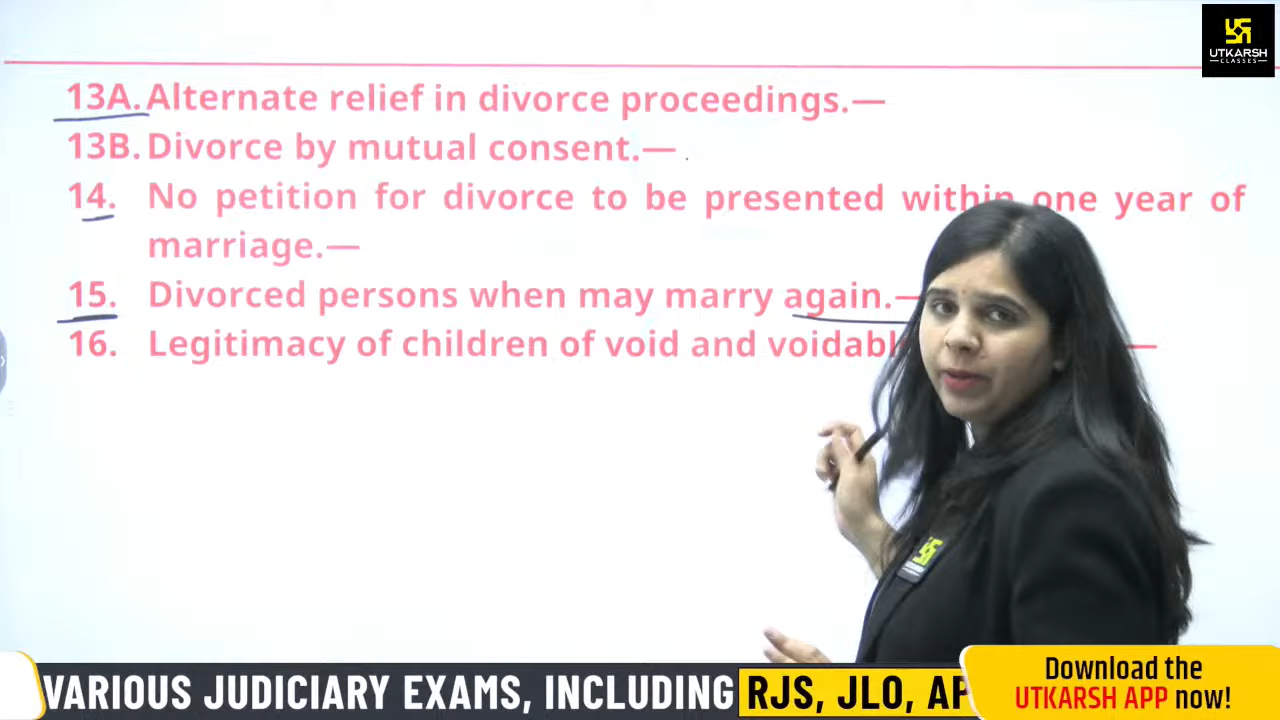 UTKARSH
CLASSES
13A. Alternate relief in divorce proceedings.—
13B. Divorce by mutual consent.—
14. No petition for divorce to be presented within one year of
marriage.—
15. Divorced persons when may marry again.—
16. Legitimacy of children of void and —
UTKARSH
VARIOUS JUDICIARY EXAMS, INCLUDING RJS, JLO,
Download the
UTKARSH APP now!